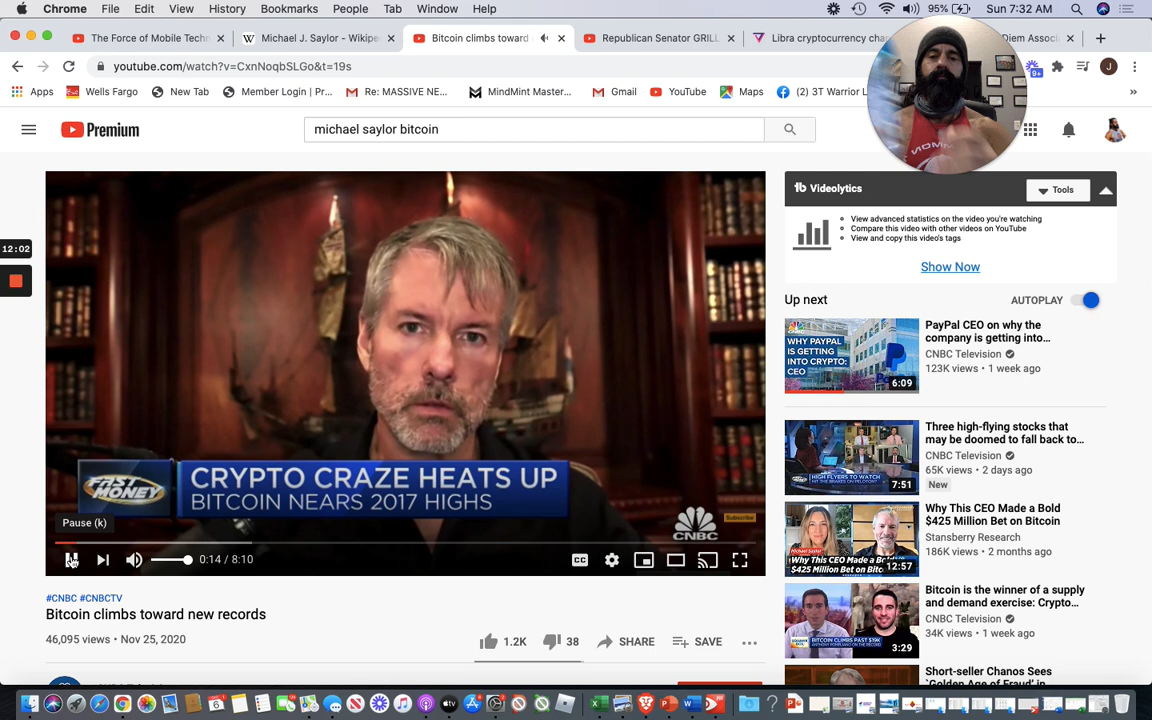 Chrome File Edit View History Bookmarks People Tab Window Help 95% Sun 7:32 AM
The Force of Mobile Techn Michael J. Saylor - Wikipe Bitcoin climbs toward Republican Senator GRILL Libra cryptocurrency cha Diem Assoc
youtube.com/watch?v=CxnNoqbSLGo&t=19s 9+ J
Apps Wells Fargo New Tab Member Login | Pr... Re: MASSIVE NE... MindMint Master... Gmail YouTube Maps (2) 3T Warrior L »
Premium michael saylor bitcoin
12:02
CRYPTO CRAZE HEATS UP
FAST MONEY
BITCOIN NEARS 2017 HIGHS
CNBC
Subscribe
Pause (k)
0:14 / 8:10 CC
#CNBC #CNBCTV
Bitcoin climbs toward new records
46,095 views • Nov 25, 2020
1.2K 38 SHARE SAVE ...
tb Videolytics Tools
View advanced statistics on the video you're watching
Compare this video with other videos on YouTube
View and copy this video's tags
Show Now
Up next AUTOPLAY
WHY PAYPAL IS GETTING INTO CRYPTO: CEO
6:09
PayPal CEO on why the
company is getting into...
CNBC Television
123K views • 1 week ago
7:51
Three high-flying stocks that
may be doomed to fall back to...
CNBC Television
65K views • 2 days ago
New
Michael Saylor
Why This CEO Made a Bold
$425 Million Bet on Bitc
12:57
Why This CEO Made a Bold
$425 Million Bet on Bitcoin
Stansberry Research
186K views • 2 months ago
BITCOIN CLIMBS PAST $19K
3:29
Bitcoin is the winner of a supply
and demand exercise: Crypto...
CNBC Television
34K views • 1 week ago
Short-seller Chanos Sees
`Golden Age of Fraud' in